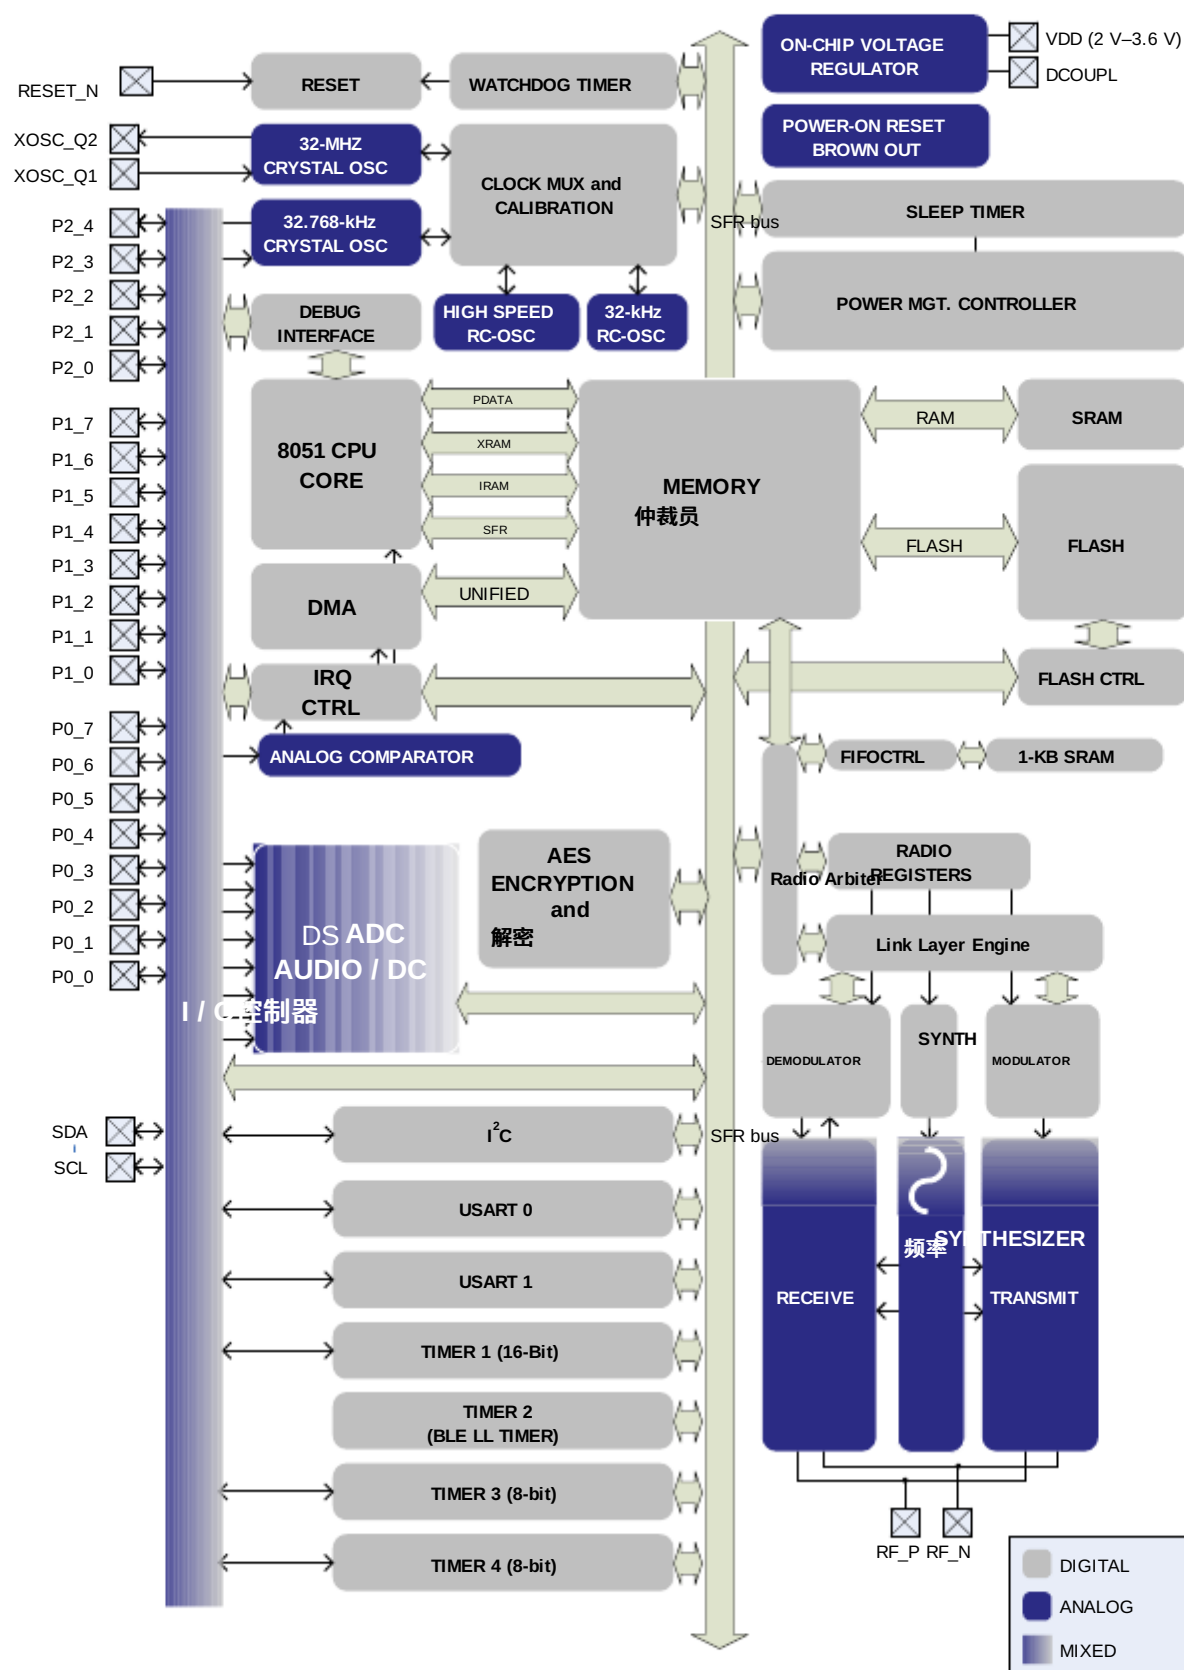 ON-CHIP VOLTAGE
REGULATOR
VDD (2 V–3.6 V)
DCOUPL
RESET_N
RESET
WATCHDOG TIMER
POWER-ON RESET
BROWN OUT
XOSC_Q2
XOSC_Q1
32-MHZ
CRYSTAL OSC
CLOCK MUX and
CALIBRATION
SFR bus
SLEEP TIMER
P2_4
P2_3
P2_2
P2_1
P2_0
32.768-kHz
CRYSTAL OSC
POWER MGT. CONTROLLER
DEBUG
INTERFACE
HIGH SPEED
RC-OSC
32-kHz
RC-OSC
PDATA
XRAM
IRAM
SFR
8051 CPU
CORE
MEMORY
仲裁员
RAM
SRAM
FLASH
FLASH
P1_7
P1_6
P1_5
P1_4
P1_3
P1_2
P1_1
P1_0
DMA
UNIFIED
IRQ
CTRL
FLASH CTRL
P0_7
P0_6
P0_5
P0_4
P0_3
P0_2
P0_1
P0_0
ANALOG COMPARATOR
FIFOCTRL
1-KB SRAM
AES
ENCRYPTION
and
解密
RADIO
REGISTERS
Radio Arbiter
DS ADC
AUDIO / DC
I / O控制器
Link Layer Engine
DEMODULATOR
SYNTH
MODULATOR
SDA
SCL
I²C
SFR bus
USART 0
USART 1
TIMER 1 (16-Bit)
TIMER 2
(BLE LL TIMER)
TIMER 3 (8-bit)
TIMER 4 (8-bit)
频率
SYNTHESIZER
RECEIVE
TRANSMIT
RF_P
RF_N
DIGITAL
ANALOG
MIXED